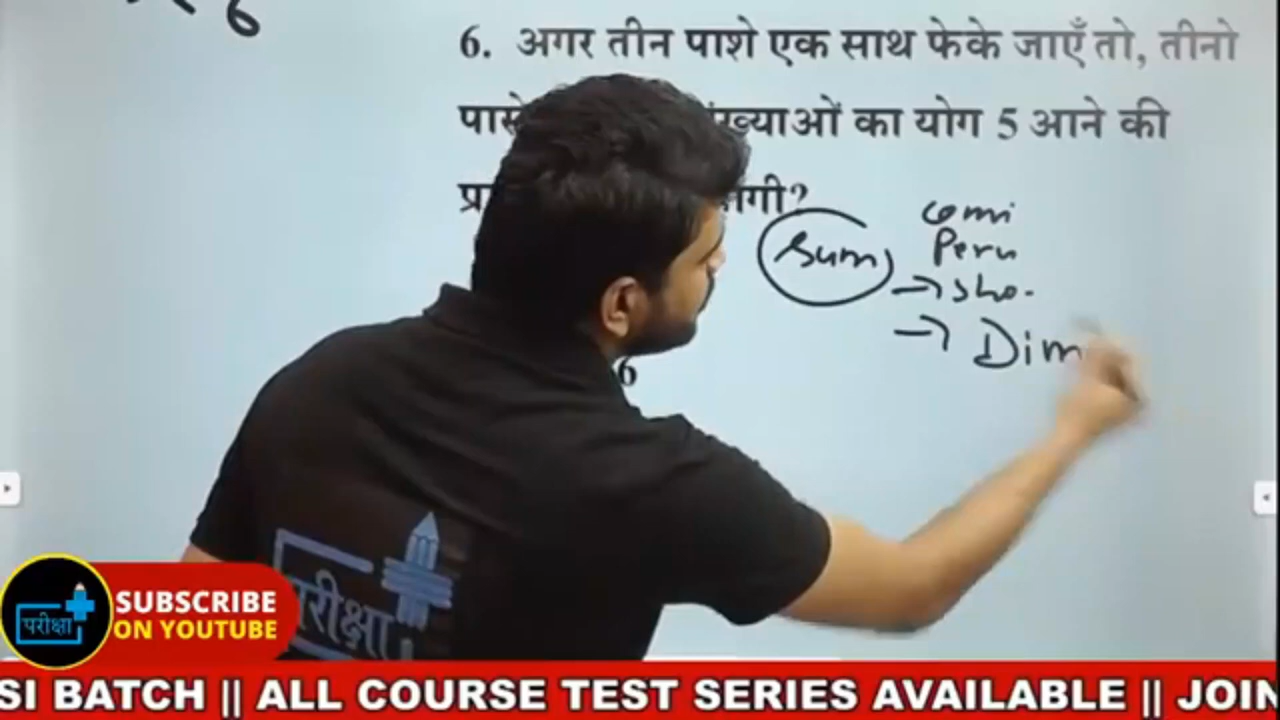 6. अगर तीन पाशे एक साथ फेके जाएँ तो, तीनो
का योग 5 आने की
Sum
Peru
→ sho.
→ Dim
6
परीक्षा
परीक्षा
SUBSCRIBE
ON YOUTUBE
SI BATCH || ALL COURSE TEST SERIES AVAILABLE || JOIN